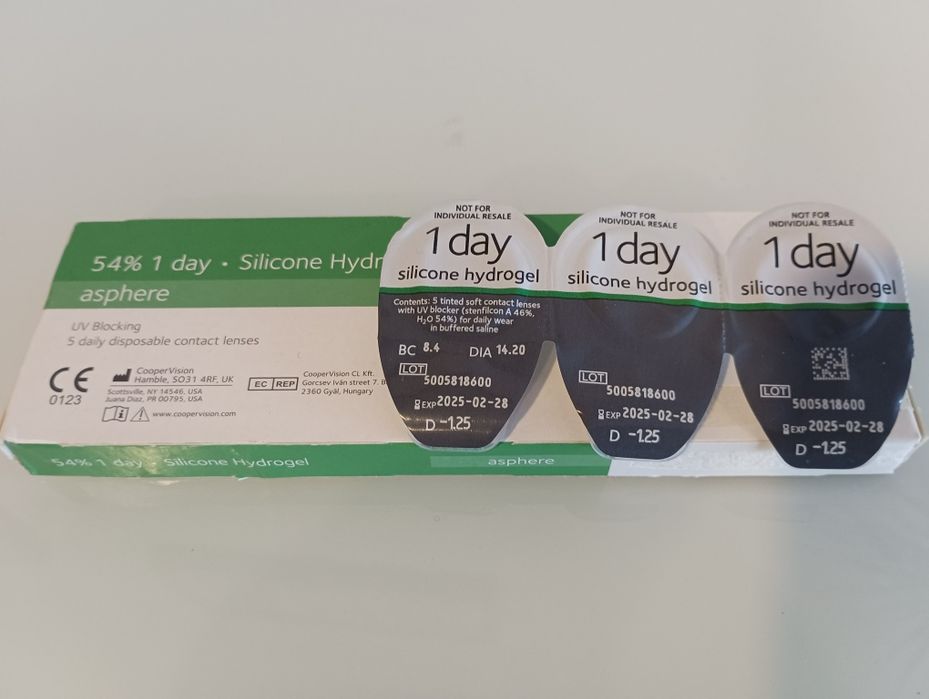 54% 1 day · Silicone Hydr
asphere
UV Blocking
5 daily disposable contact lenses
CE
0123
CooperVision
Hamble, SO31 4RF, UK
Scottsville, NY 14546, USA
Juana Diaz, PR 00795, USA
www.coopervision.com
EC REP
CooperVision CL Kft.
Gorcsev Iván street 7. B
2360 Gyál, Hungary
54% 1 day · Silicone Hydrogel
asphere
NOT FOR
INDIVIDUAL RESALE
1 day
silicone hydrogel
Contents: 5 tinted soft contact lenses
with UV blocker (stenfilcon A 46%,
H₂O 54%) for daily wear
in buffered saline
BC 8.4 DIA 14.20
LOT
5005818600
EXP 2025-02-28
D -1.25
NOT FOR
INDIVIDUAL RESALE
1 day
silicone hydrogel
LOT
5005818600
EXP 2025-02-28
D -1.25
NOT FOR
INDIVIDUAL RESALE
1 day
silicone hydrogel
LOT
5005818600
EXP 2025-02-28
D -1.25